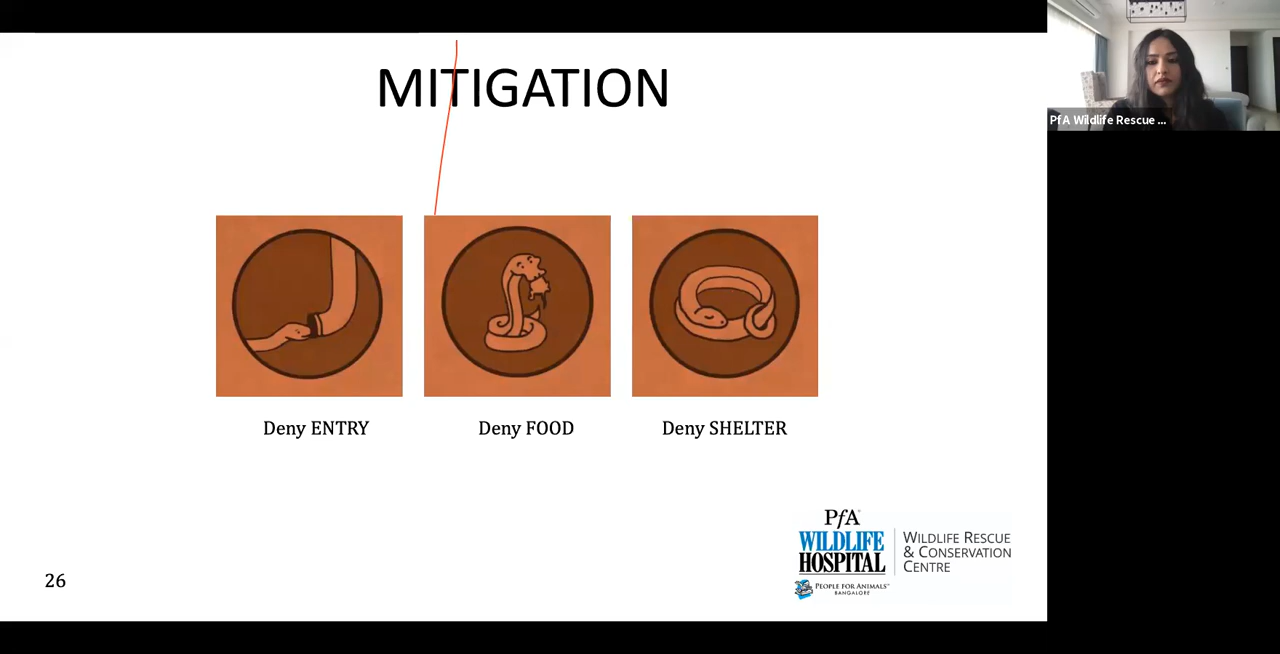 MITIGATION
PfA Wildlife Rescue ...
Deny ENTRY
Deny FOOD
Deny SHELTER
PfA
WILDLIFE
HOSPITAL
PEOPLE FOR ANIMALS™
BANGALORE
WILDLIFE RESCUE
& CONSERVATION
CENTRE
26